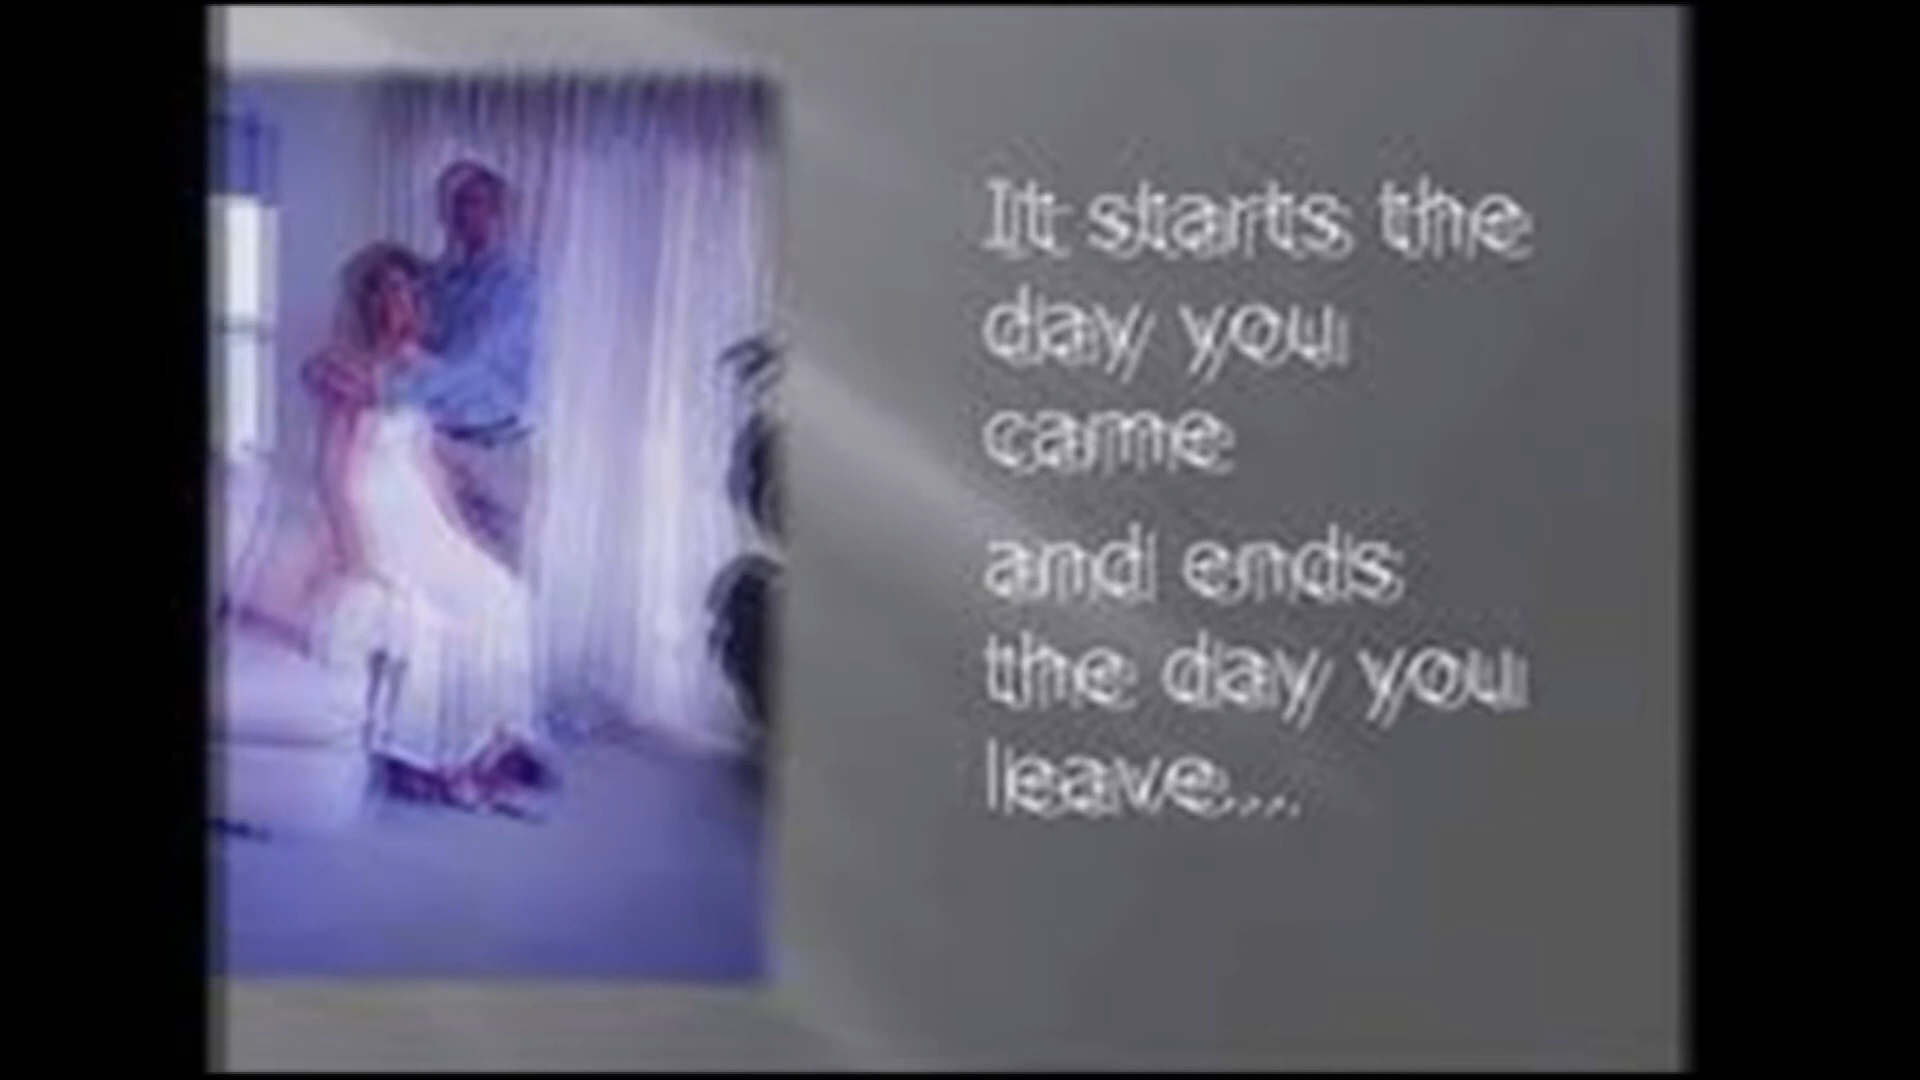 It starts the
day you
came
and ends
the day you
leave...